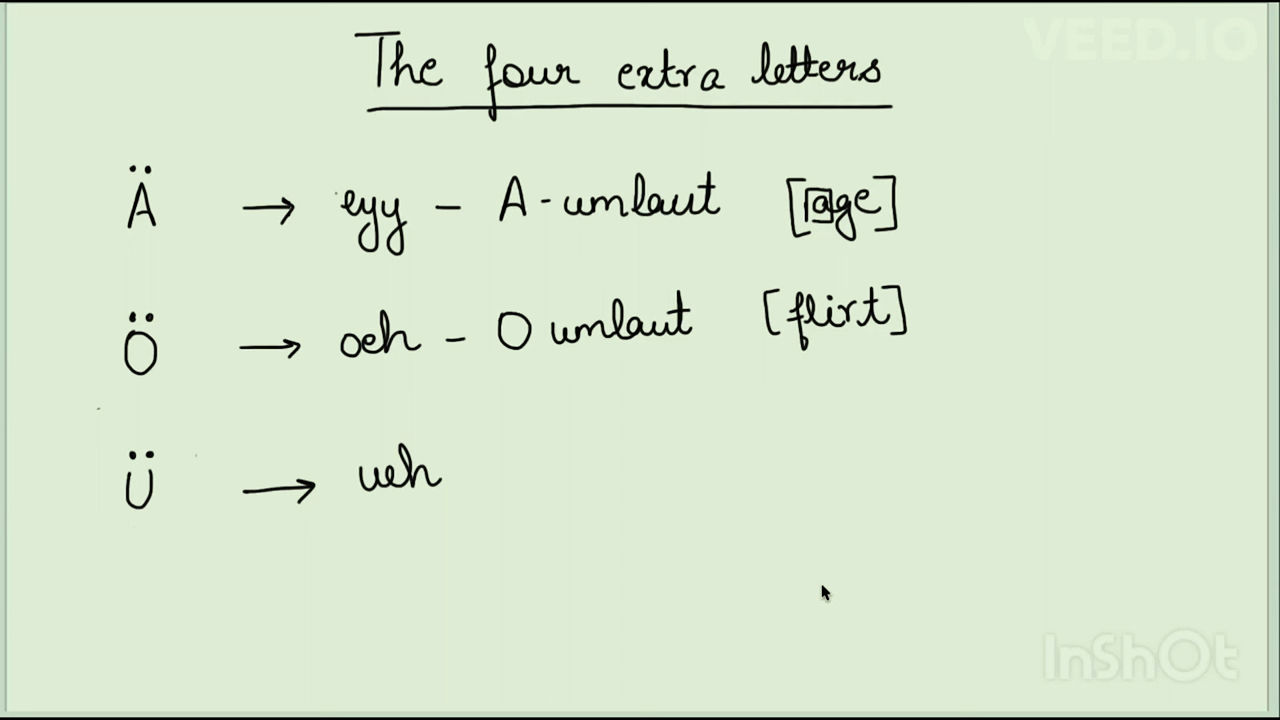 VEED.IO
The four extra letters
Ä → eyy - A-umlaut [age]
Ö → oeh - O umlaut [flirt]
Ü → ueh
InShOt